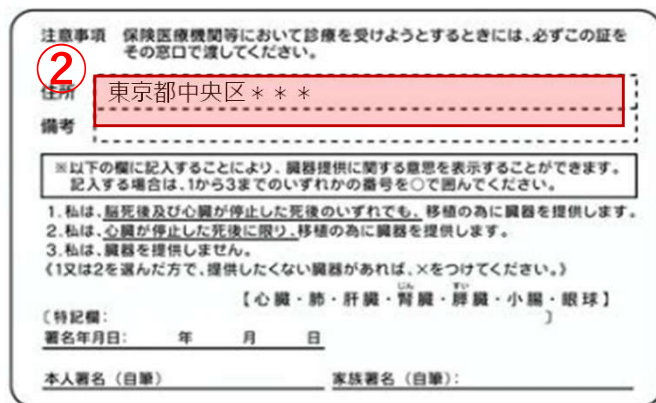 注意事項 保険医療機関等において診療を受けようとするときには、必ずこの証を
その窓口で渡してください。
②
住所 東京都中央区＊＊＊
備考
※以下の欄に記入することにより、臓器提供に関する意思を表示することができます。
記入する場合は、1から3までのいずれかの番号を○で囲んでください。
1.私は、脳死後及び心臓が停止した死後のいずれでも、移植の為に臓器を提供します。
2.私は、心臓が停止した死後に限り、移植の為に臓器を提供します。
3.私は、臓器を提供しません。
《1又は2を選んだ方で、提供したくない臓器があれば、×をつけてください。》
じん すい
【心臓・肺・肝臓・腎臓・膵臓・小腸・眼球】
〔特記欄： 〕
署名年月日： 年 月 日
本人署名（自筆） 家族署名（自筆）：